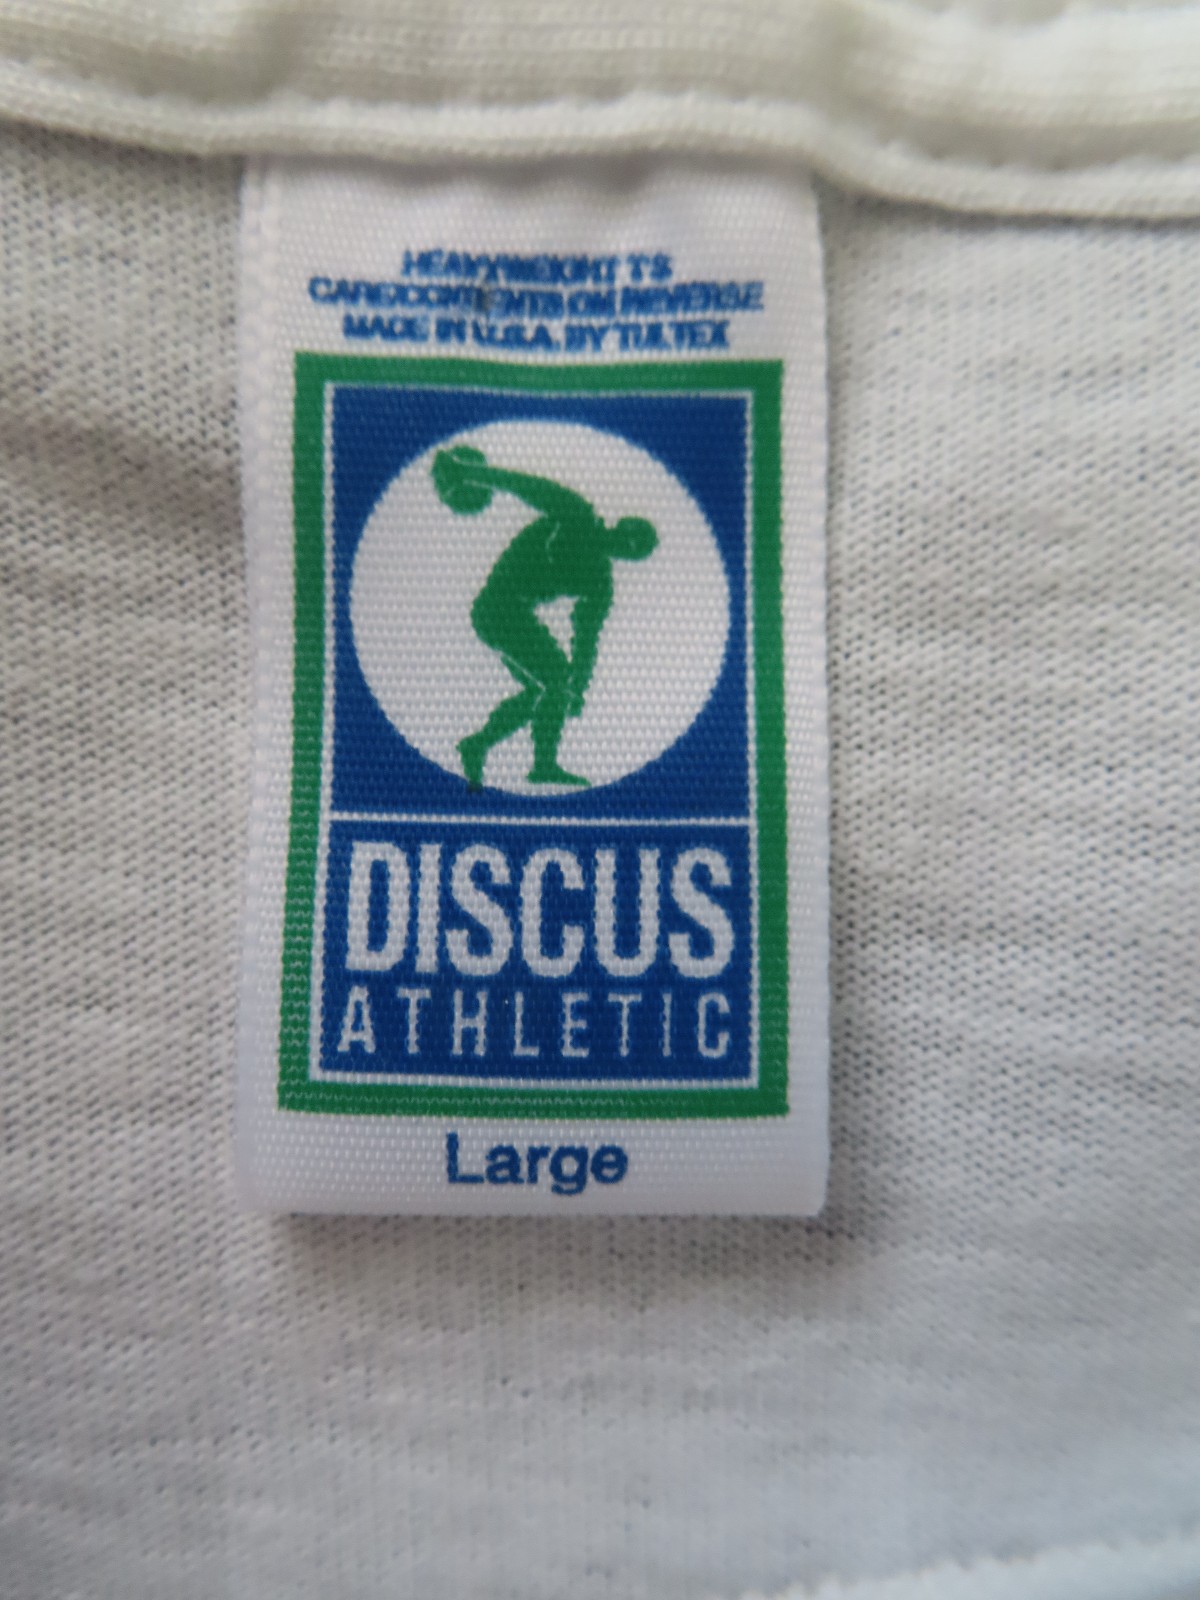 HEAVYWEIGHT T'S
CARE/CONTENTS ON REVERSE
MADE IN U.S.A. BY TULTEX
DISCUS
ATHLETIC
Large